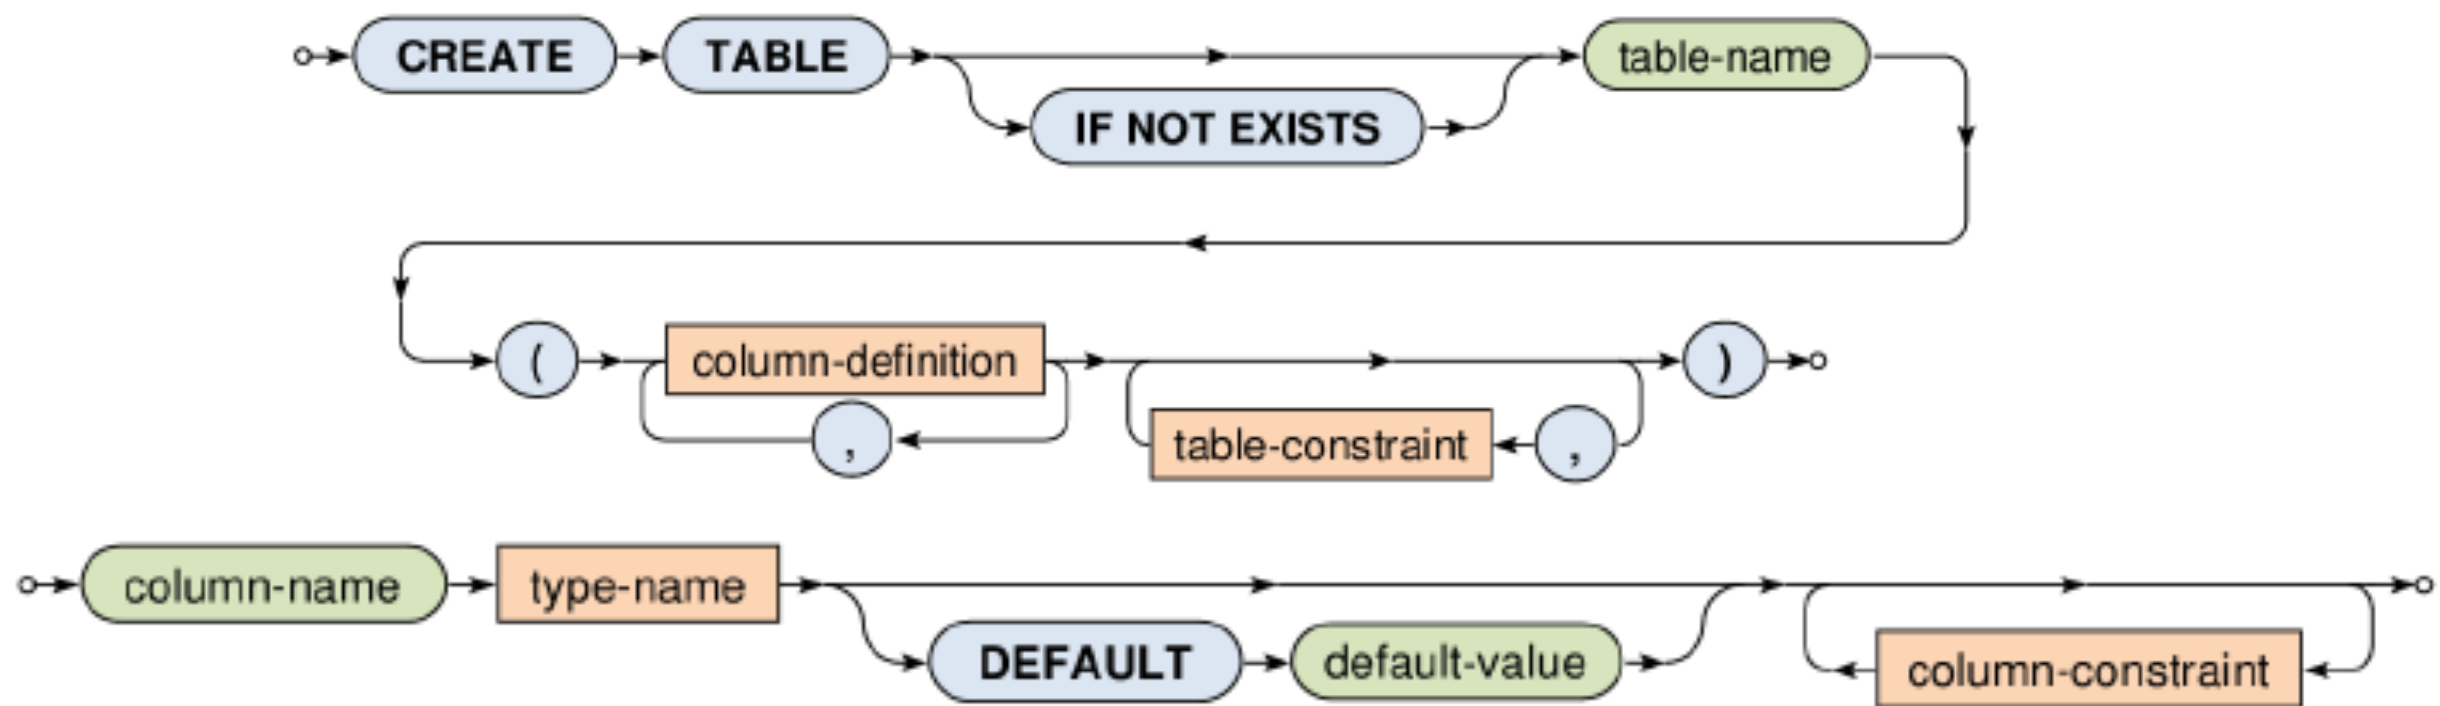 CREATE TABLE table-name
IF NOT EXISTS
( column-definition )
, table-constraint ,
column-name type-name
DEFAULT default-value column-constraint